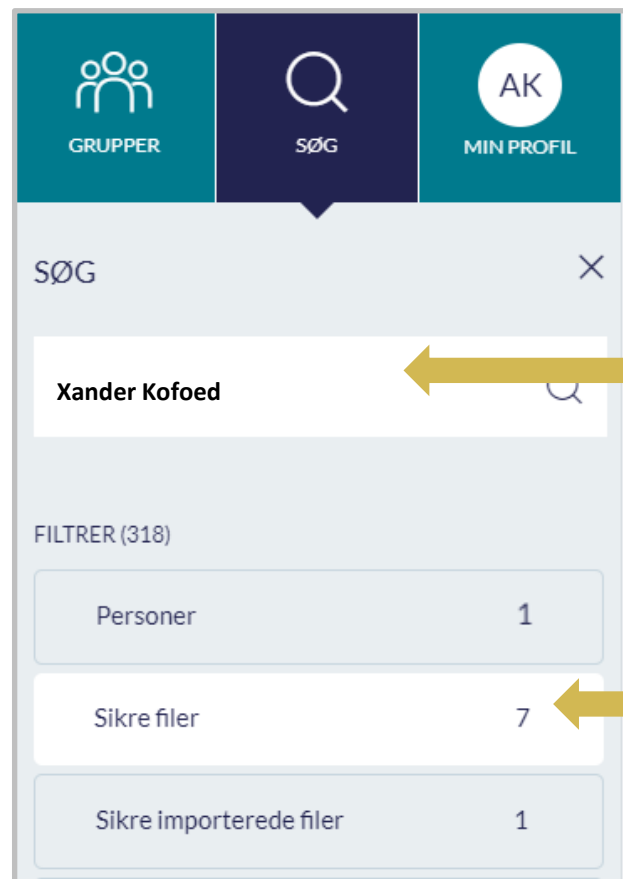 GRUPPER
SØG
AK
MIN PROFIL
SØG
Xander Kofoed
FILTRER (318)
Personer 1
Sikre filer 7
Sikre importerede filer 1